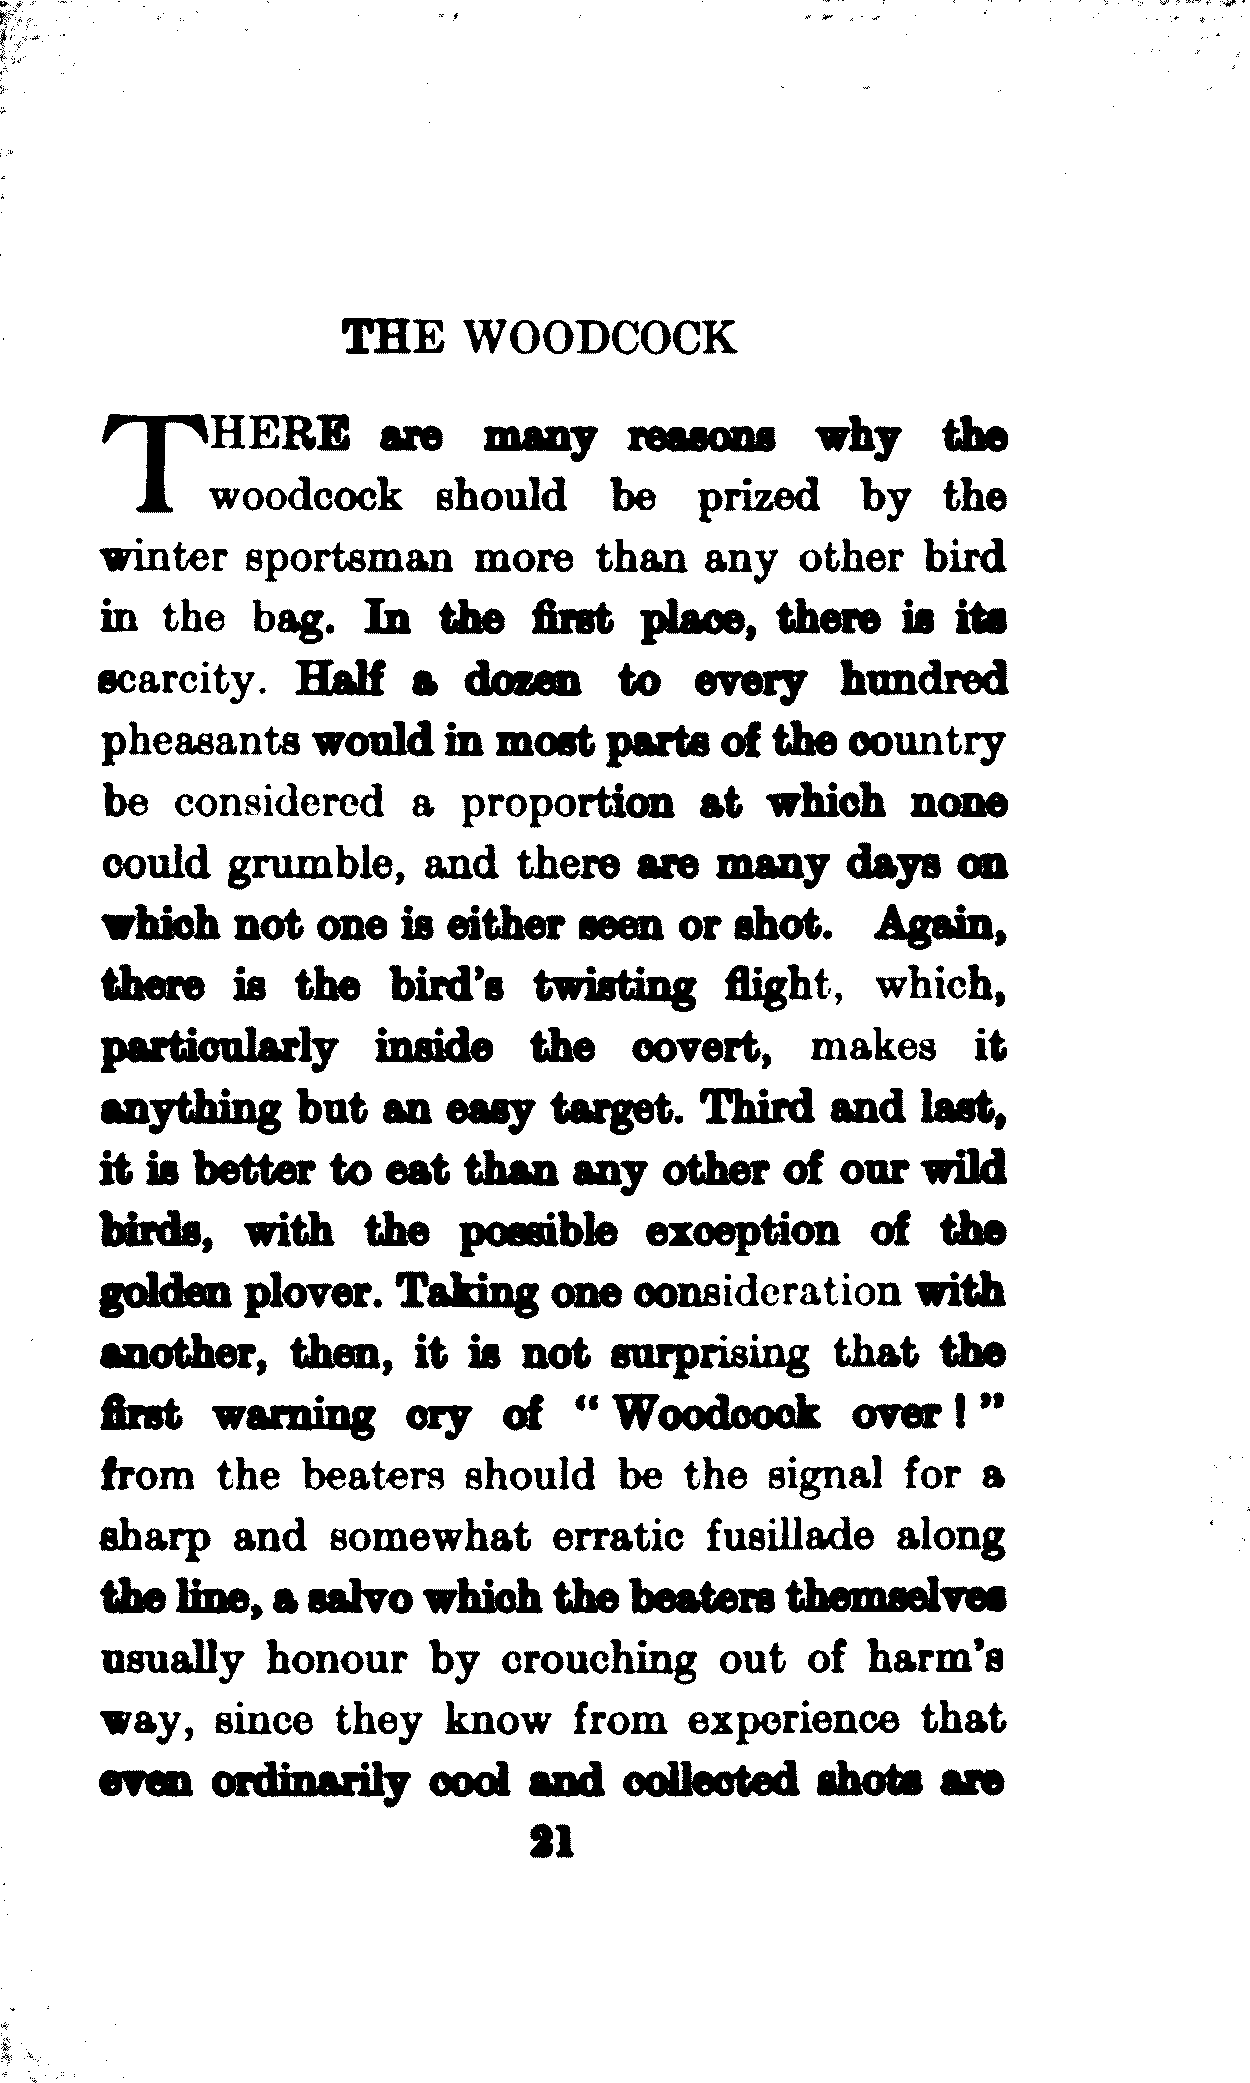 THE WOODCOCK
THERE are many reasons why the
woodcock should be prized by the
winter sportsman more than any other bird
in the bag. In the first place, there is its
scarcity. Half a dozen to every hundred
pheasants would in most parts of the country
be considered a proportion at which none
could grumble, and there are many days on
which not one is either seen or shot. Again,
there is the bird's twisting flight, which,
particularly inside the covert, makes it
anything but an easy target. Third and last,
it is better to eat than any other of our wild
birds, with the possible exception of the
golden plover. Taking one consideration with
another, then, it is not surprising that the
first warning cry of " Woodcock over ! "
from the beaters should be the signal for a
sharp and somewhat erratic fusillade along
the line, a salvo which the beaters themselves
usually honour by crouching out of harm's
way, since they know from experience that
even ordinarily cool and collected shots are
21